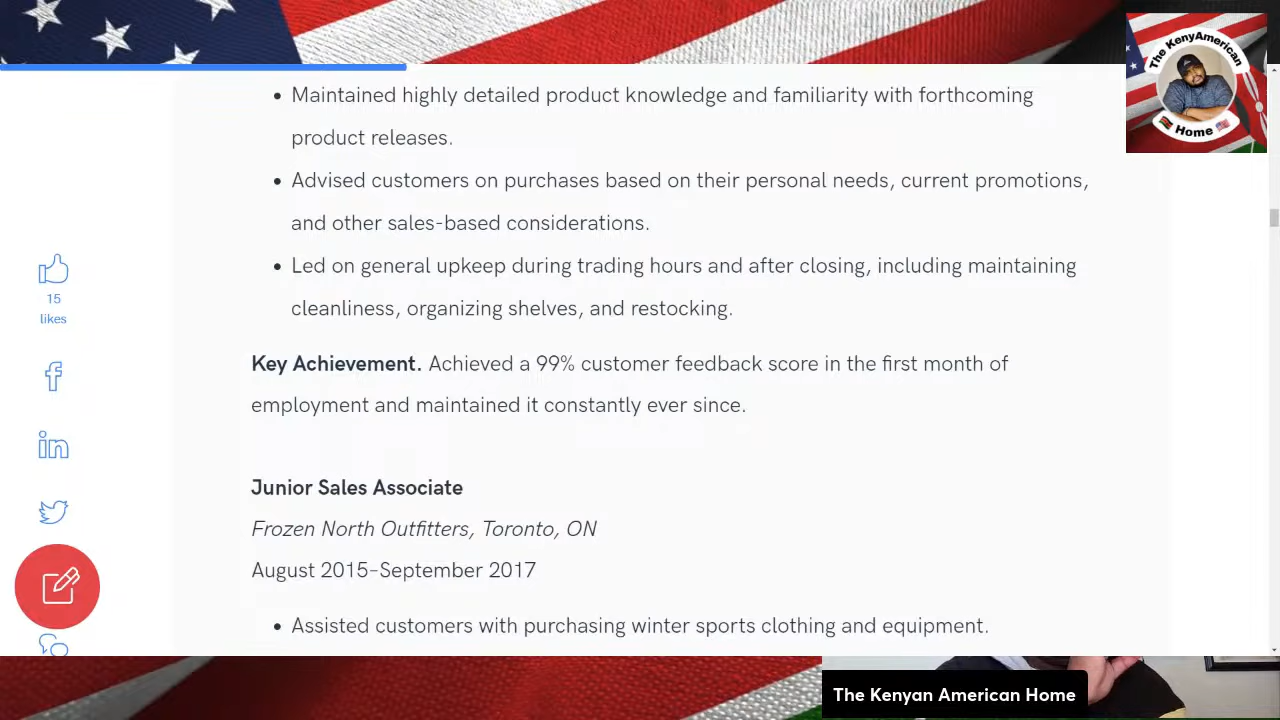 The KenyAmerican
Home
• Maintained highly detailed product knowledge and familiarity with forthcoming
product releases.
• Advised customers on purchases based on their personal needs, current promotions,
and other sales-based considerations.
• Led on general upkeep during trading hours and after closing, including maintaining
cleanliness, organizing shelves, and restocking.
15
likes
Key Achievement. Achieved a 99% customer feedback score in the first month of
employment and maintained it constantly ever since.
Junior Sales Associate
Frozen North Outfitters, Toronto, ON
August 2015–September 2017
• Assisted customers with purchasing winter sports clothing and equipment.
The Kenyan American Home